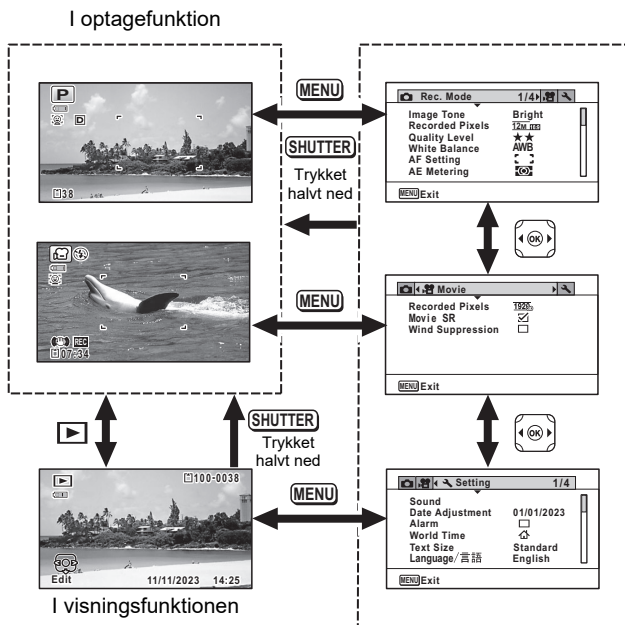 I optagefunktion
P
D
38
MENU
SHUTTER
Trykket
halvt ned
Rec. Mode 1/4
Image Tone Bright
Recorded Pixels 12M 16:9
Quality Level ★★
White Balance AWB
AF Setting
AE Metering
MENU Exit
OK
REC
07:34
MENU
Movie
Recorded Pixels 1920
Movie SR
Wind Suppression
MENU Exit
OK
SHUTTER
Trykket
halvt ned
100-0038
Edit 11/11/2023 14:25
MENU
Setting 1/4
Sound
Date Adjustment 01/01/2023
Alarm
World Time
Text Size Standard
Language/言語 English
MENU Exit
I visningsfunktionen